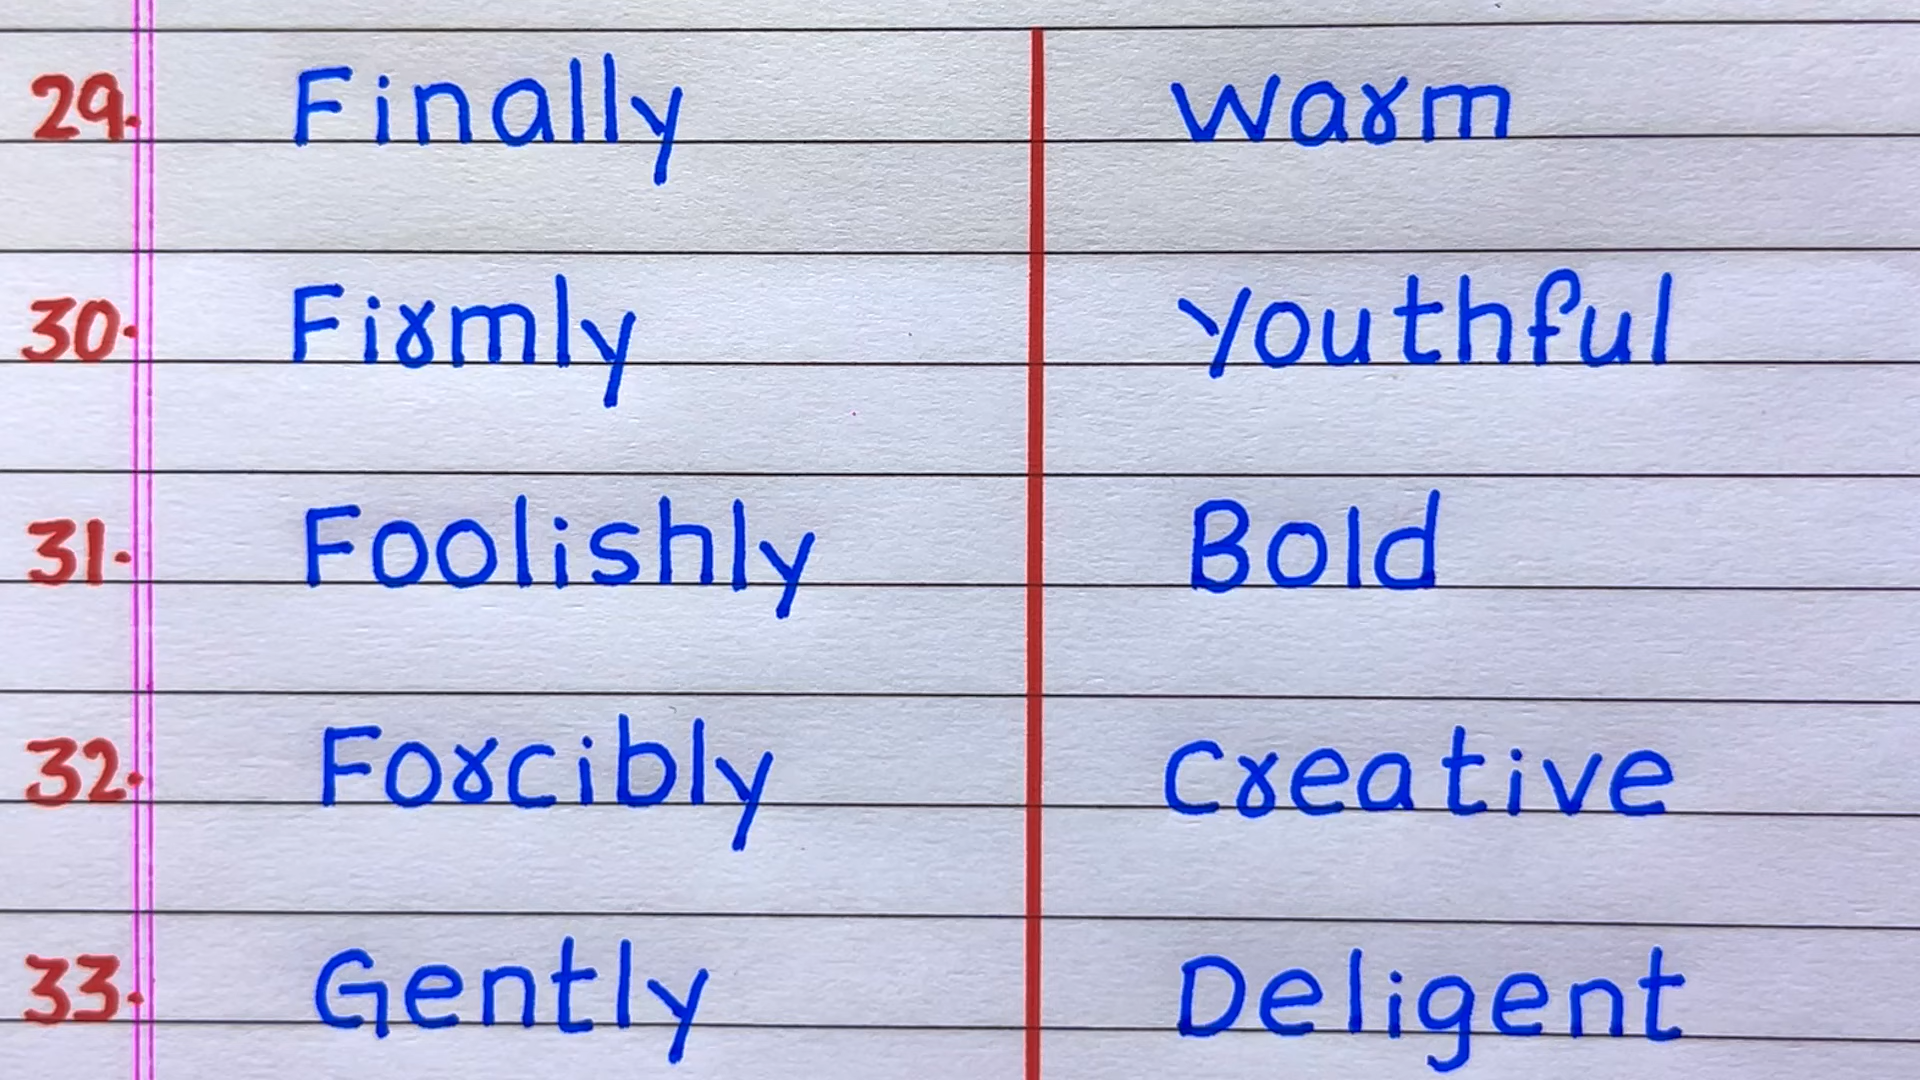 29. Finally warm
30. Firmly Youthful
31. Foolishly Bold
32. Forcibly Creative
33. Gently Deligent